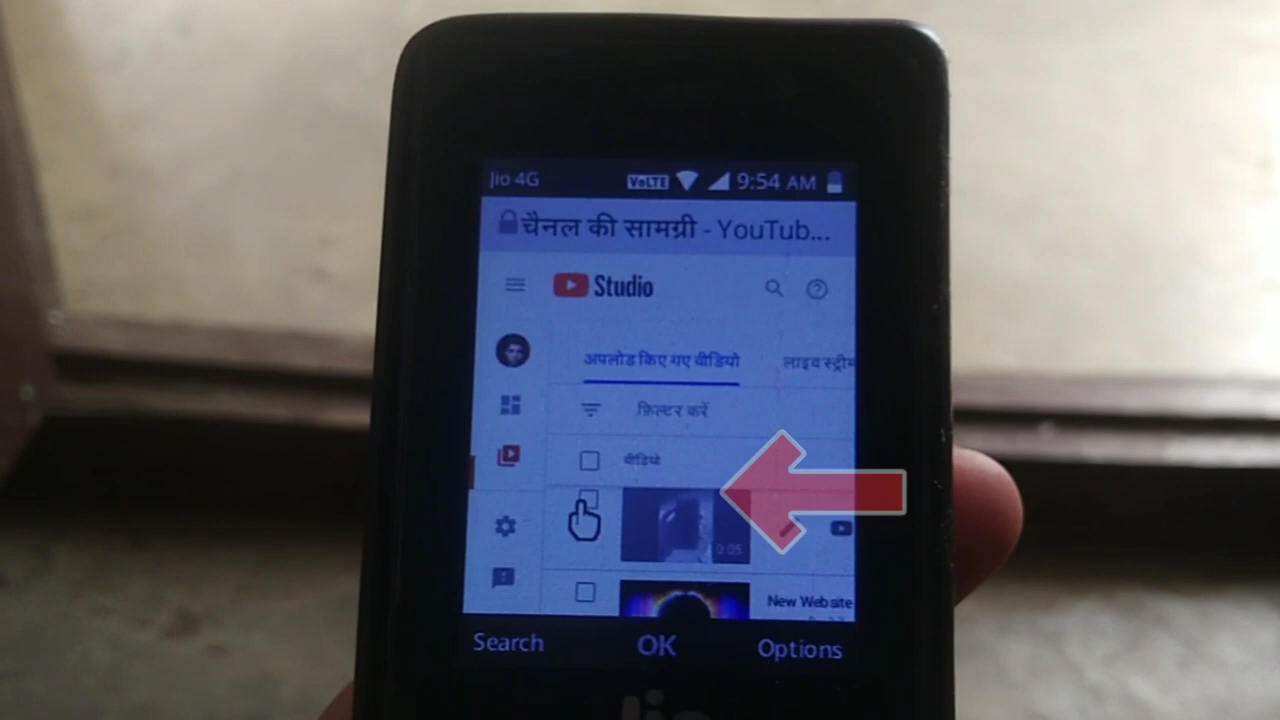 Jio 4G VoLTE 9:54 AM
चैनल की सामग्री - YouTub...
Studio
अपलोड किए गए वीडियो लाइव स्ट्रीम
फ़िल्टर करें
वीडियो
0:05
New Website
Search OK Options
Jio